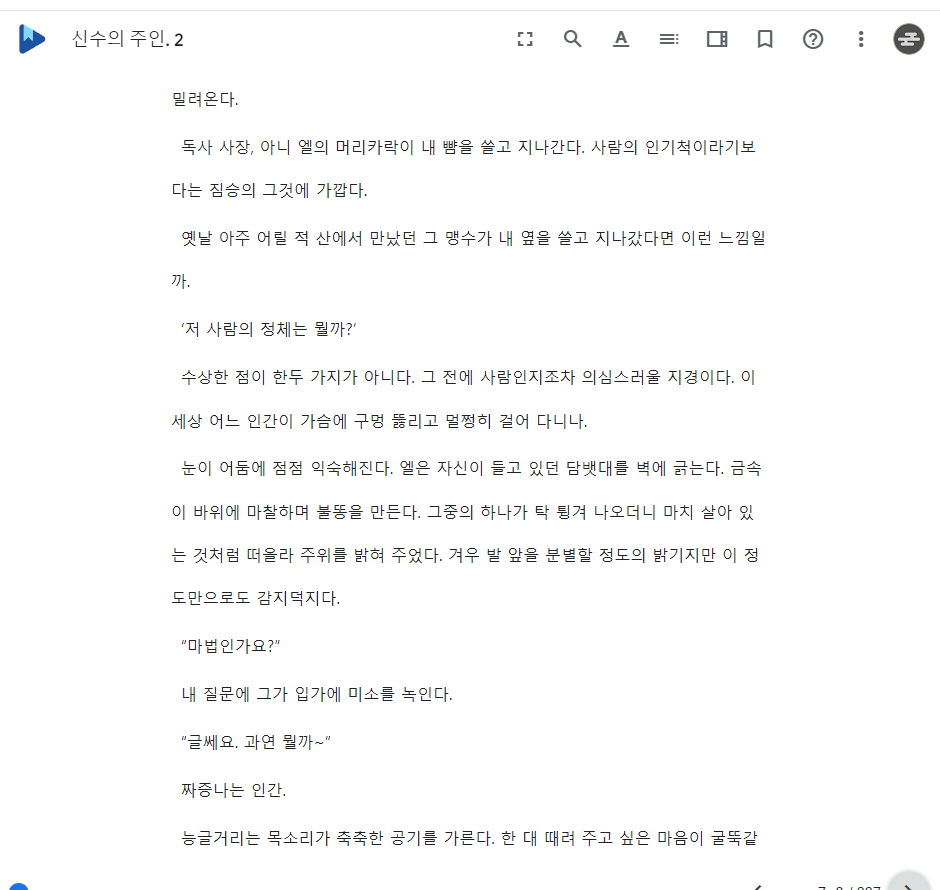 신수의 주인. 2
밀려온다.
독사 사장, 아니 엘의 머리카락이 내 뺨을 쓸고 지나간다. 사람의 인기척이라기보
다는 짐승의 그것에 가깝다.
옛날 아주 어릴 적 산에서 만났던 그 맹수가 내 옆을 쓸고 지나갔다면 이런 느낌일
까.
‘저 사람의 정체는 뭘까?’
수상한 점이 한두 가지가 아니다. 그 전에 사람인지조차 의심스러울 지경이다. 이
세상 어느 인간이 가슴에 구멍 뚫리고 멀쩡히 걸어 다니나.
눈이 어둠에 점점 익숙해진다. 엘은 자신이 들고 있던 담뱃대를 벽에 긁는다. 금속
이 바위에 마찰하며 불똥을 만든다. 그중의 하나가 탁 튕겨 나오더니 마치 살아 있
는 것처럼 떠올라 주위를 밝혀 주었다. 겨우 발 앞을 분별할 정도의 밝기지만 이 정
도만으로도 감지덕지다.
“마법인가요?”
내 질문에 그가 입가에 미소를 녹인다.
“글쎄요. 과연 뭘까~”
짜증나는 인간.
능글거리는 목소리가 축축한 공기를 가른다. 한 대 때려 주고 싶은 마음이 굴뚝같